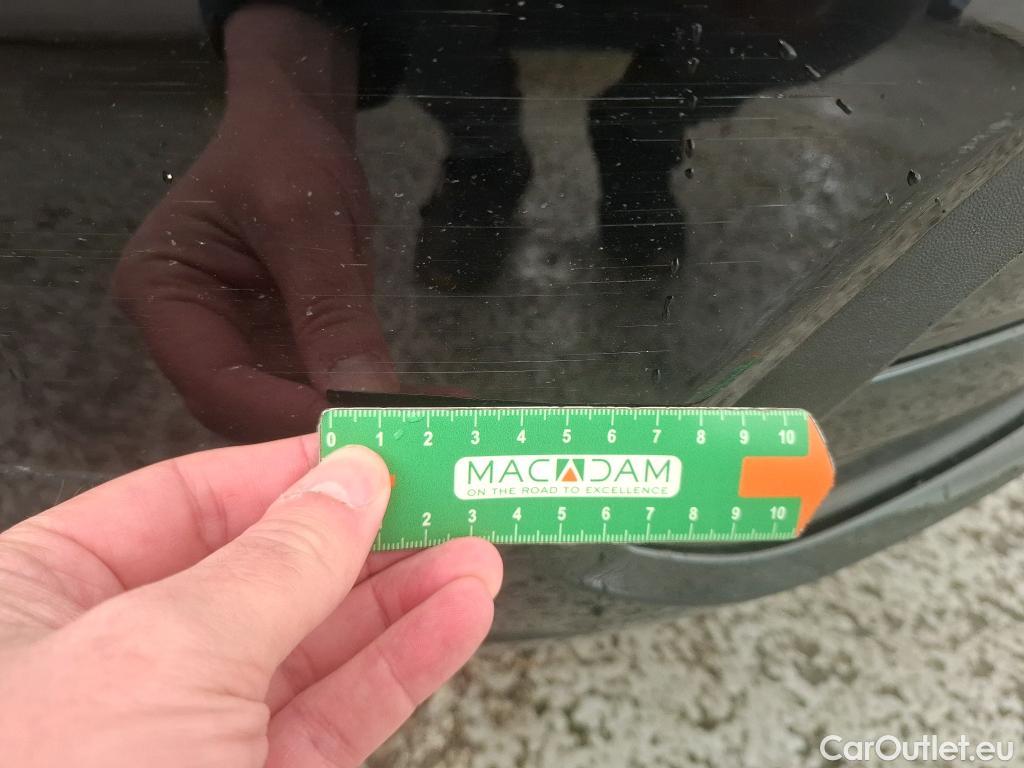 0 1 2 3 4 5 6 7 8 9 10
MACADAM
ON THE ROAD TO EXCELLENCE
2 3 4 5 6 7 8 9 10
CarOutlet.eu